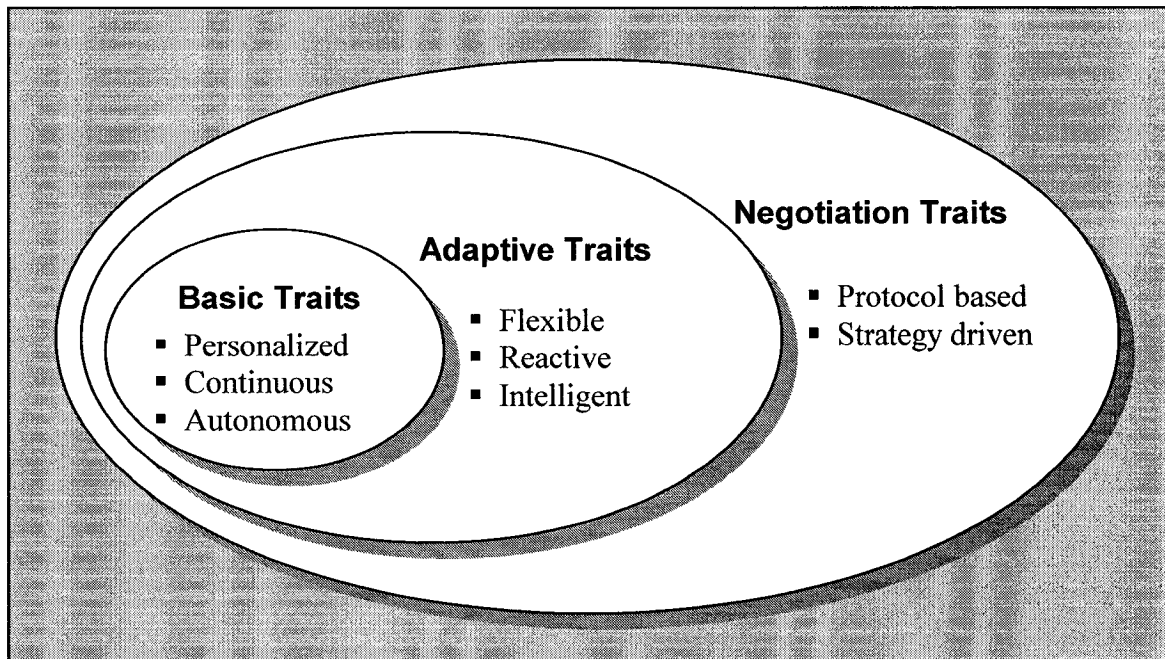 Basic Traits
▪ Personalized
▪ Continuous
▪ Autonomous
Adaptive Traits
▪ Flexible
▪ Reactive
▪ Intelligent
Negotiation Traits
▪ Protocol based
▪ Strategy driven